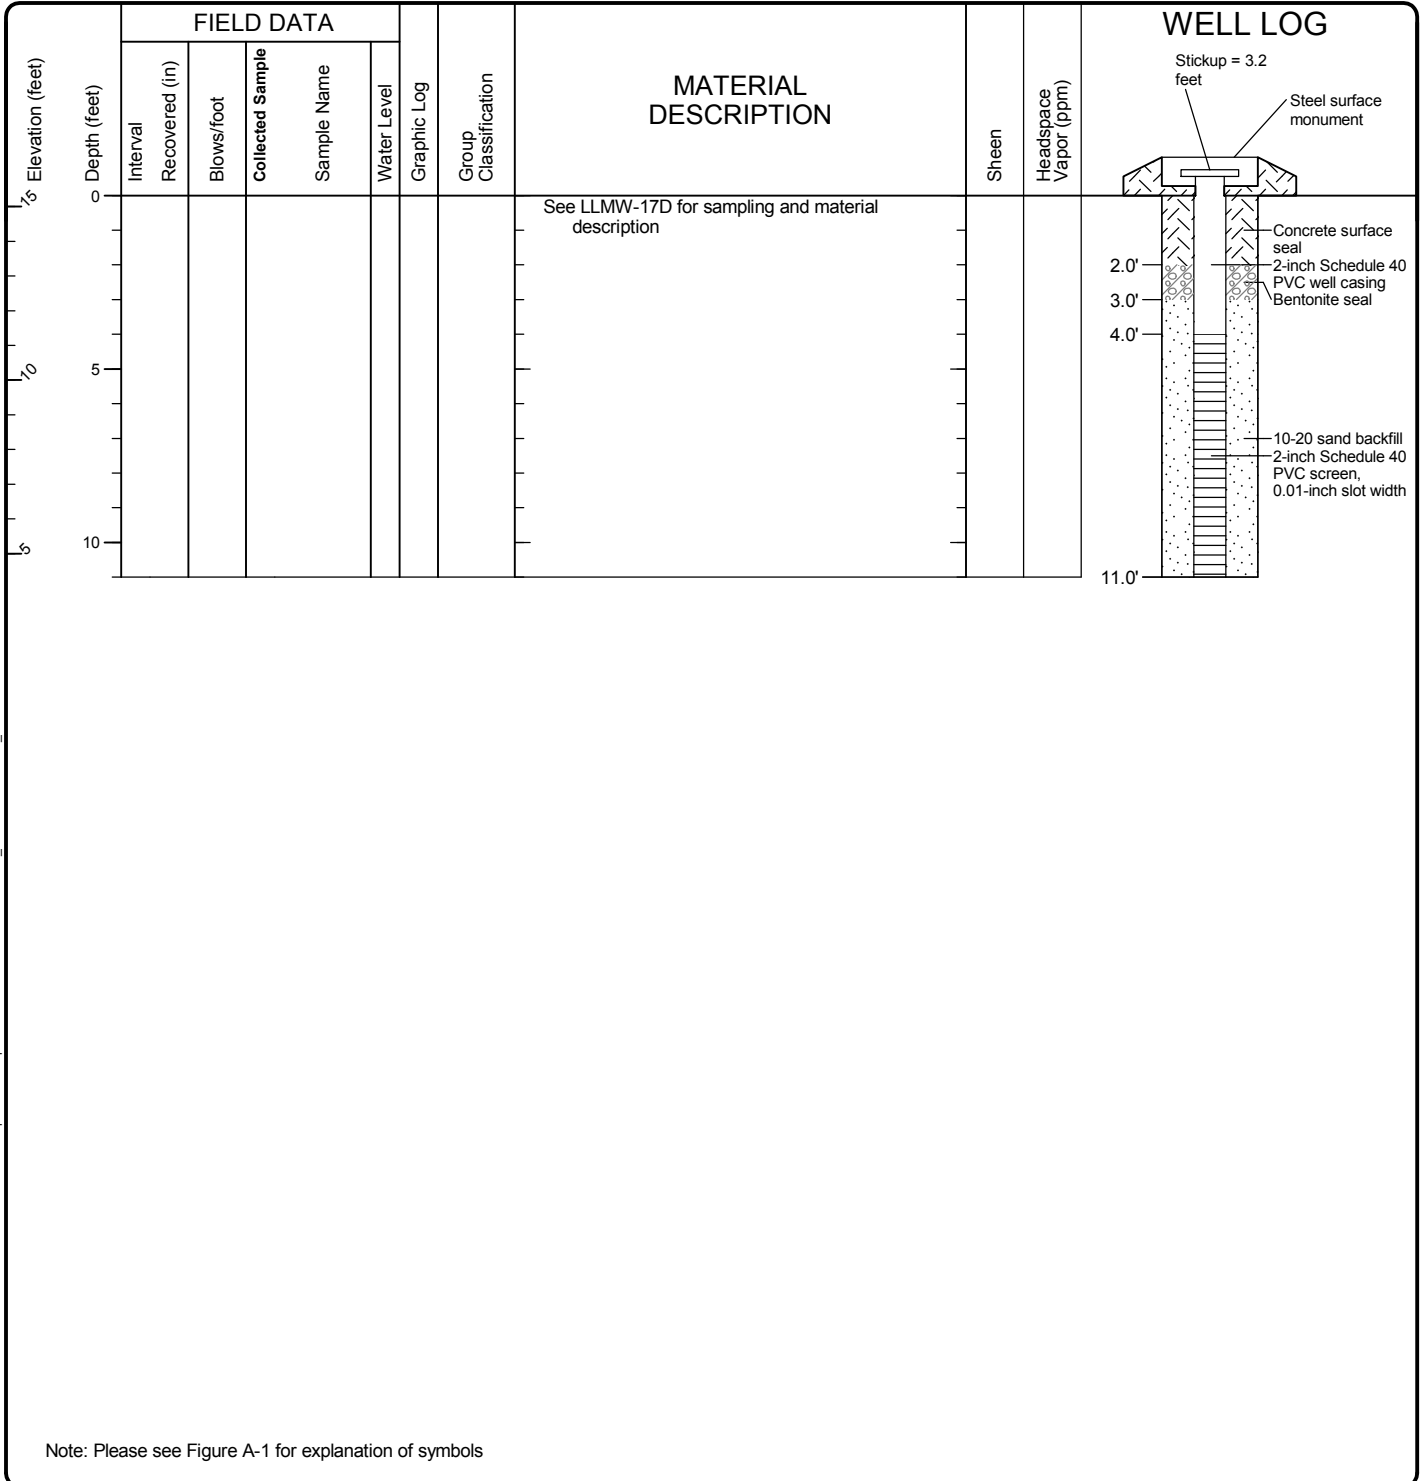 FIELD DATA
WELL LOG
Elevation (feet)
Depth (feet)
Interval
Recovered (in)
Blows/foot
Collected Sample
Sample Name
Water Level
Graphic Log
Group
Classification
MATERIAL
DESCRIPTION
Sheen
Headspace
Vapor (ppm)
Stickup = 3.2
feet
Steel surface
monument
15
0
See LLMW-17D for sampling and material
description
Concrete surface
seal
2.0'
2-inch Schedule 40
PVC well casing
3.0'
Bentonite seal
4.0'
10
5
10-20 sand backfill
2-inch Schedule 40
PVC screen,
0.01-inch slot width
5
10
11.0'
Note: Please see Figure A-1 for explanation of symbols